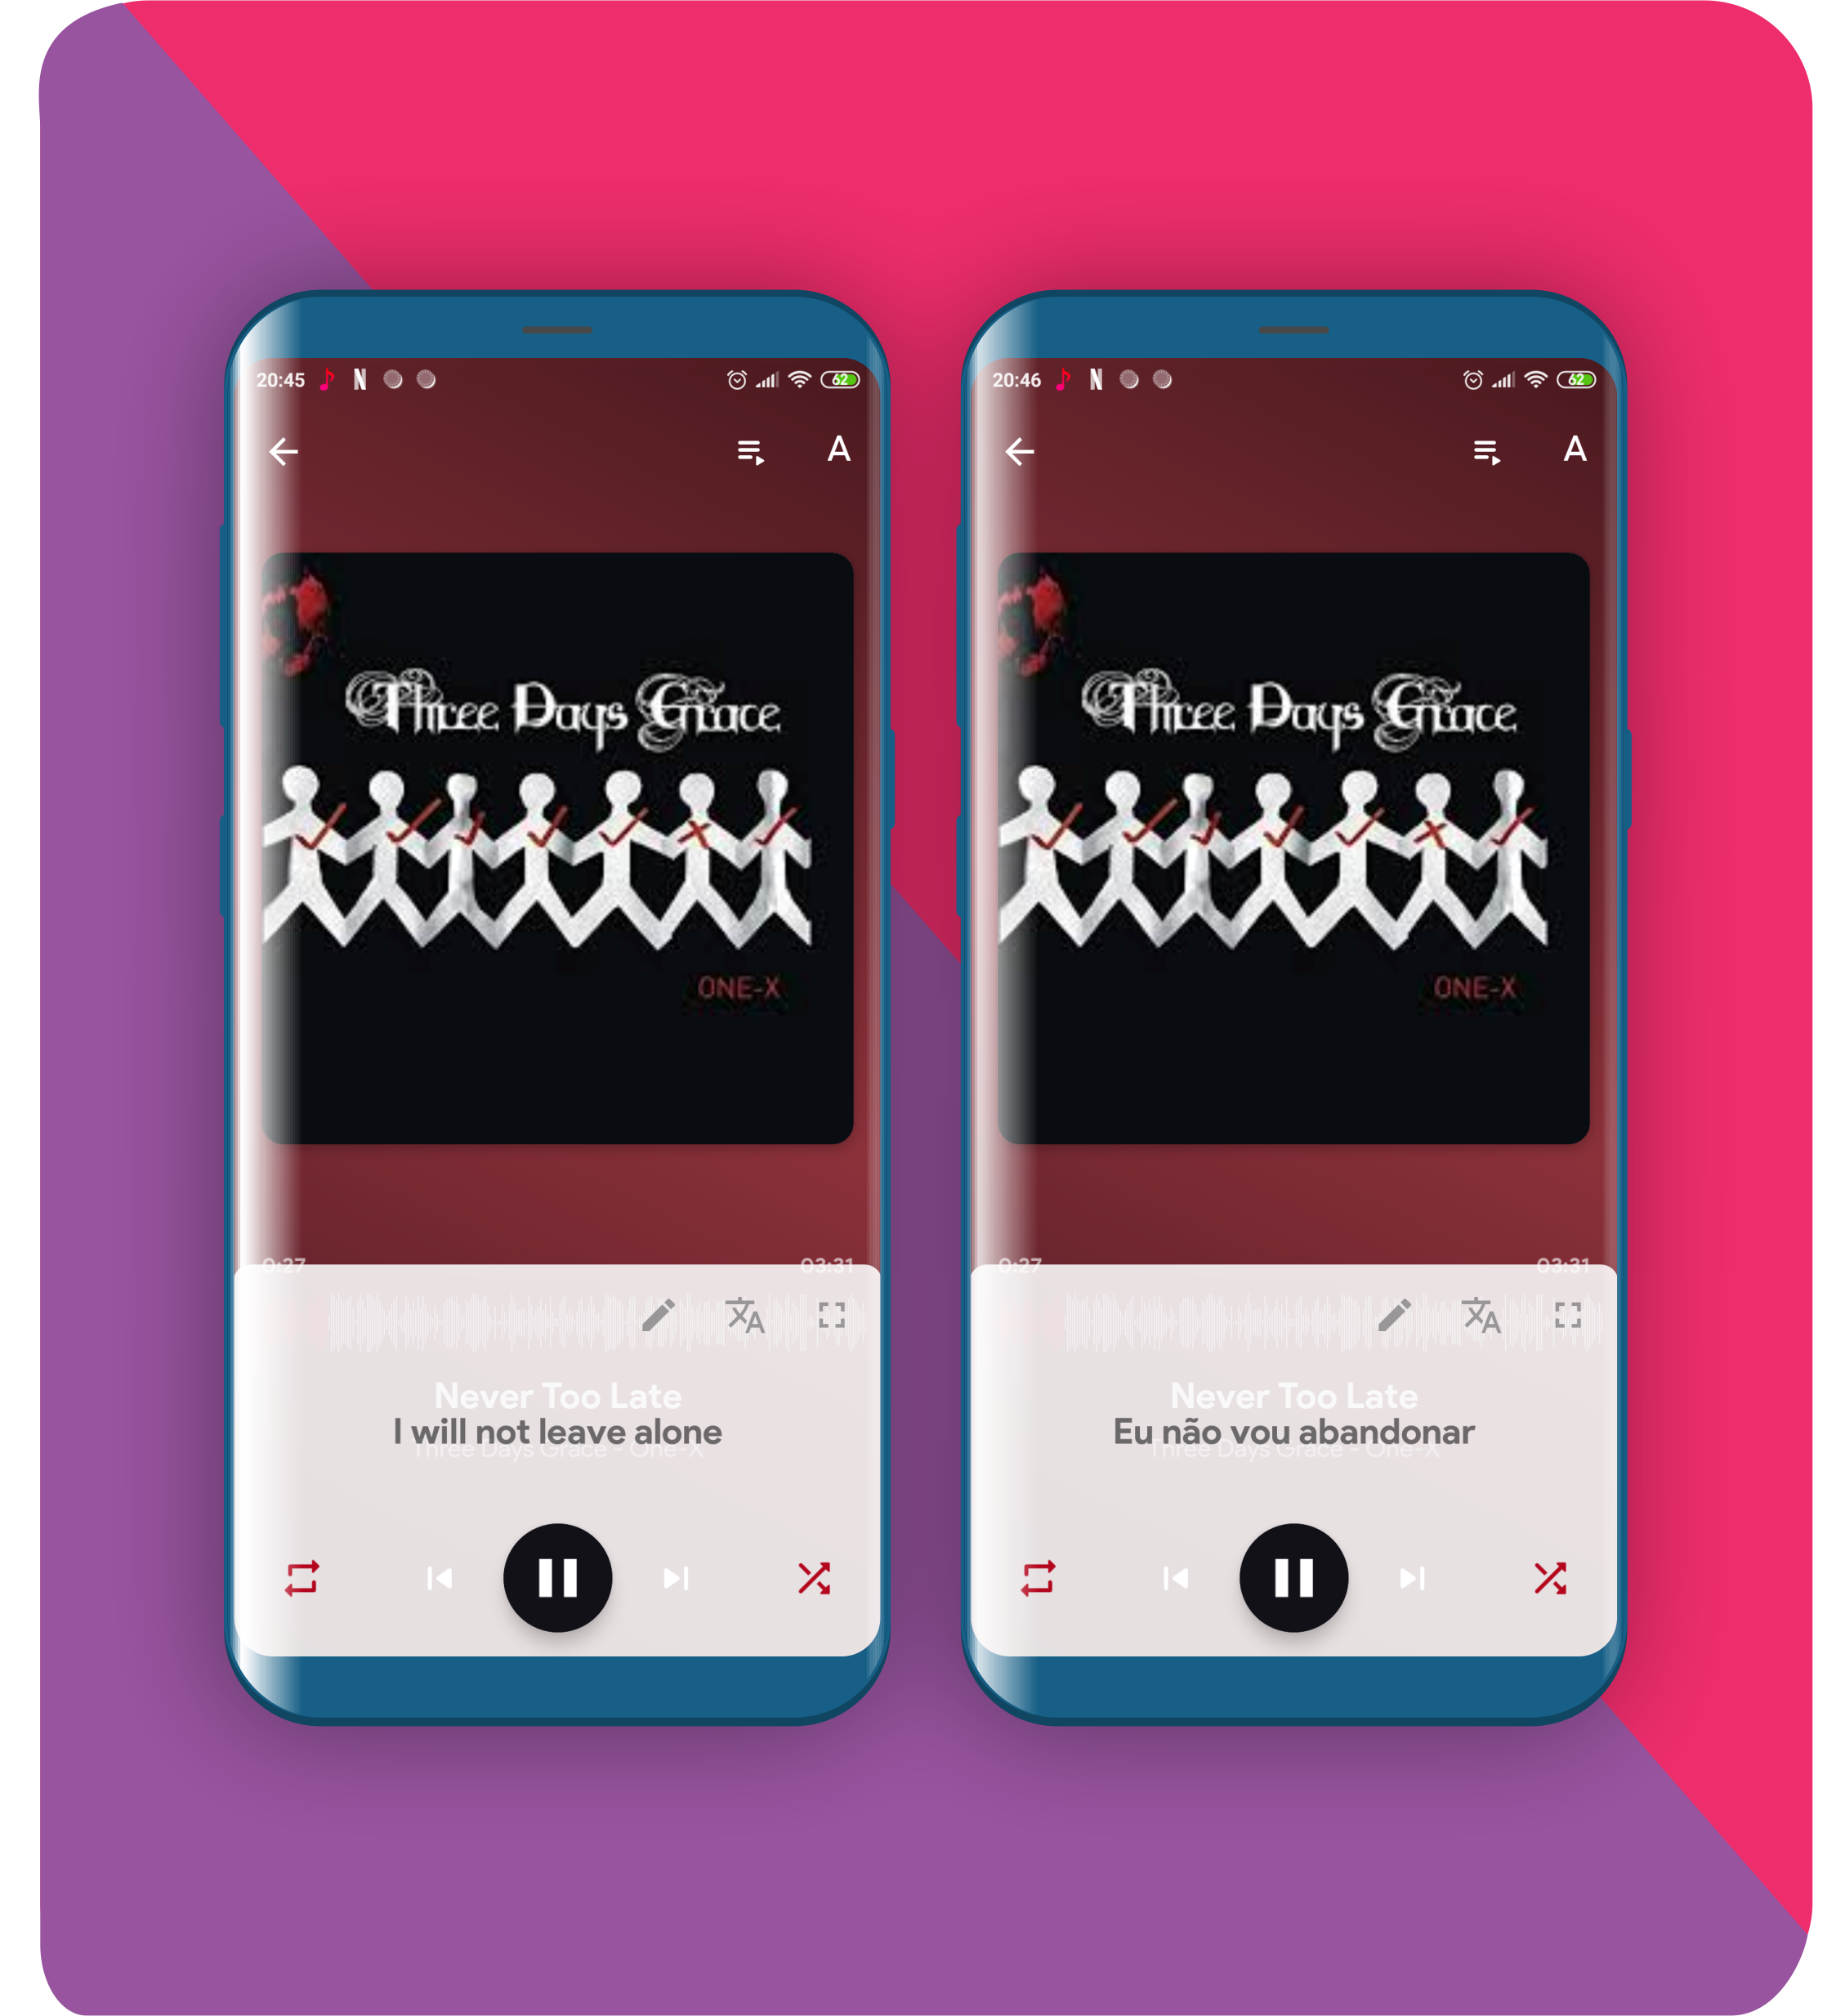 20:45
62
A
Three Days Grace
ONE-X
0:27
03:31
Never Too Late
I will not leave alone
Three Days Grace - One-X
20:46
62
A
Three Days Grace
ONE-X
0:27
03:31
Never Too Late
Eu não vou abandonar
Three Days Grace - One-X